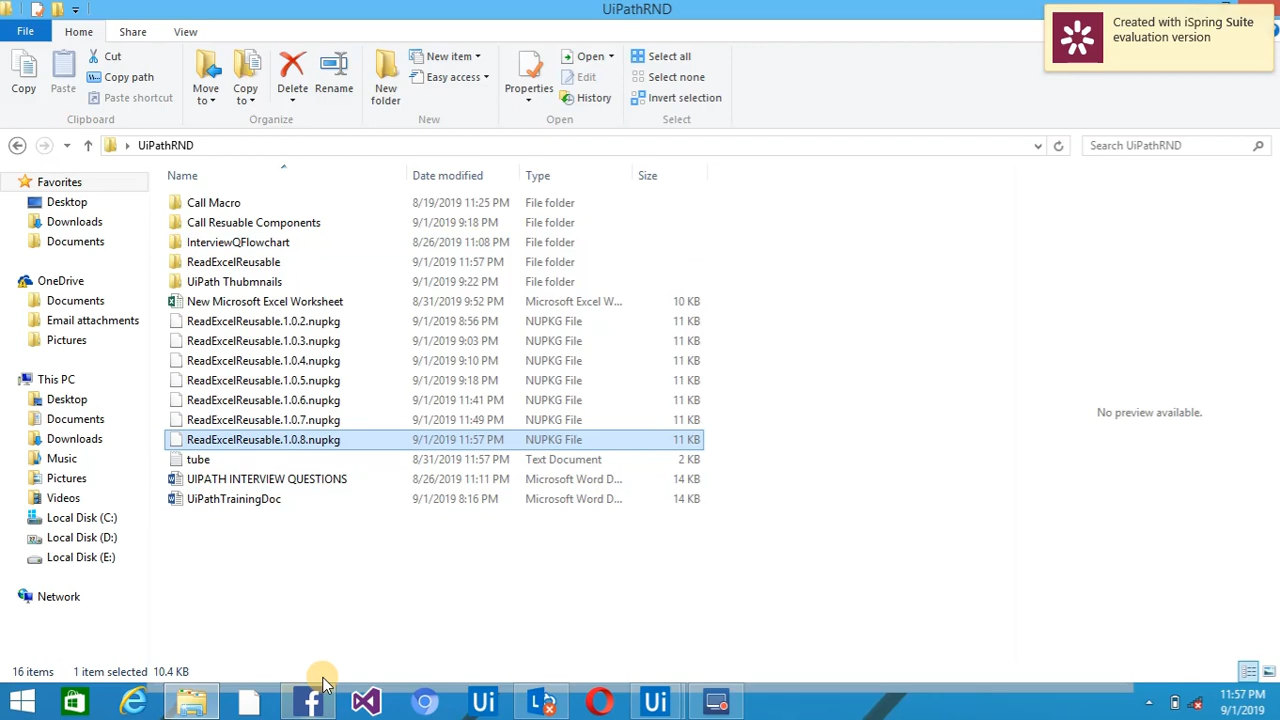 UiPathRND
Created with iSpring Suite
evaluation version
File
Home
Share
View
Copy
Paste
Cut
Copy path
Paste shortcut
Move to
Copy to
Delete
Rename
New folder
New item
Easy access
Properties
Open
Edit
History
Select all
Select none
Invert selection
Clipboard
Organize
New
Open
Select
UiPathRND
Search UiPathRND
Name
Date modified
Type
Size
Favorites
Desktop
Downloads
Documents
OneDrive
Documents
Email attachments
Pictures
This PC
Desktop
Documents
Downloads
Music
Pictures
Videos
Local Disk (C:)
Local Disk (D:)
Local Disk (E:)
Network
Call Macro 8/19/2019 11:25 PM File folder
Call Resuable Components 9/1/2019 9:18 PM File folder
InterviewQFlowchart 8/26/2019 11:08 PM File folder
ReadExcelReusable 9/1/2019 11:57 PM File folder
UiPath Thubmnails 9/1/2019 9:22 PM File folder
New Microsoft Excel Worksheet 8/31/2019 9:52 PM Microsoft Excel W... 10 KB
ReadExcelReusable.1.0.2.nupkg 9/1/2019 8:56 PM NUPKG File 11 KB
ReadExcelReusable.1.0.3.nupkg 9/1/2019 9:03 PM NUPKG File 11 KB
ReadExcelReusable.1.0.4.nupkg 9/1/2019 9:10 PM NUPKG File 11 KB
ReadExcelReusable.1.0.5.nupkg 9/1/2019 9:18 PM NUPKG File 11 KB
ReadExcelReusable.1.0.6.nupkg 9/1/2019 11:41 PM NUPKG File 11 KB
ReadExcelReusable.1.0.7.nupkg 9/1/2019 11:49 PM NUPKG File 11 KB
ReadExcelReusable.1.0.8.nupkg 9/1/2019 11:57 PM NUPKG File 11 KB
tube 8/31/2019 11:57 PM Text Document 2 KB
UIPATH INTERVIEW QUESTIONS 8/26/2019 11:11 PM Microsoft Word D... 14 KB
UiPathTrainingDoc 9/1/2019 8:16 PM Microsoft Word D... 14 KB
No preview available.
16 items 1 item selected 10.4 KB
Ui
Ui
11:57 PM
9/1/2019